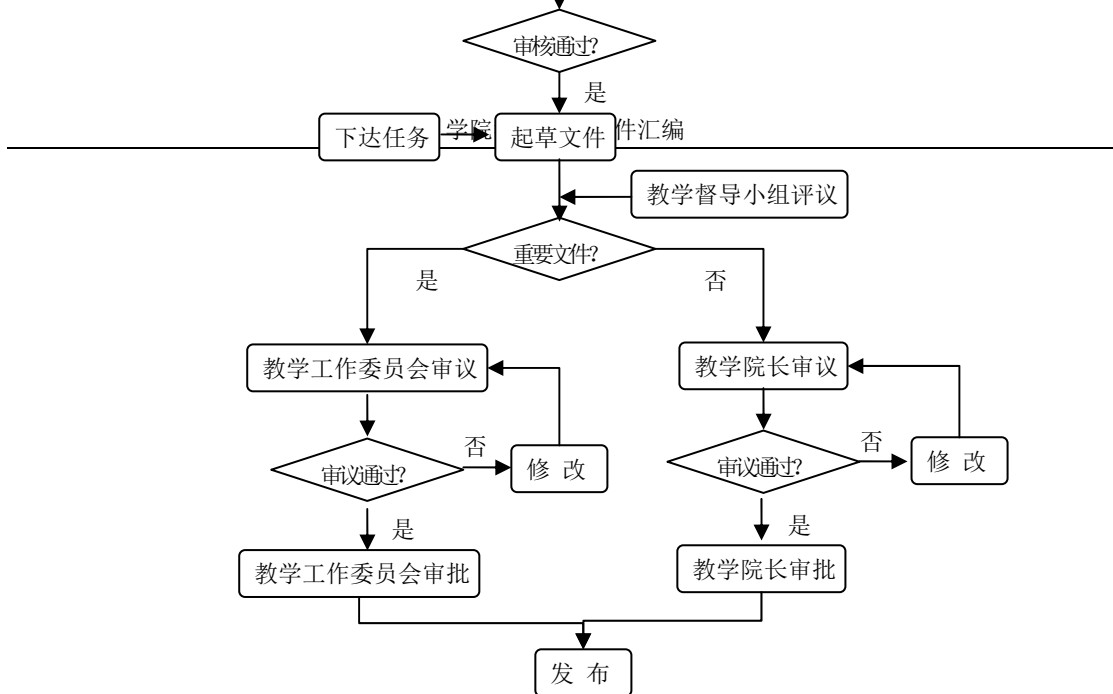 审核通过?
是
下达任务
学院
起草文件
件汇编
教学督导小组评议
重要文件?
是
否
教学工作委员会审议
教学院长审议
审议通过?
否
修 改
审议通过?
否
修 改
是
是
教学工作委员会审批
教学院长审批
发 布